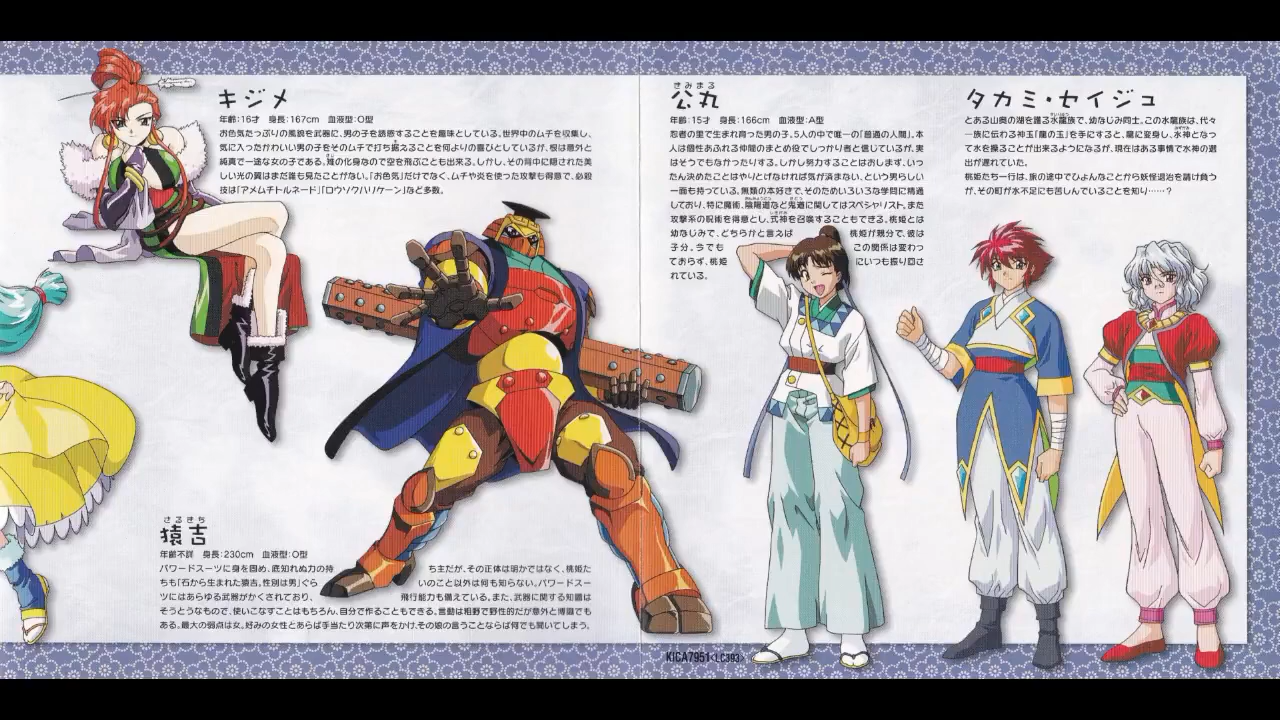 キジメ
年齢:16才 身長:167cm 血液型:O型
お色気たっぷりの風貌を武器に、男の子を誘惑することを趣味としている。世界中のムチを収集し、
気に入ったかわいい男の子をそのムチで打ち据えることを何よりの喜びとしているが、根は意外と
純真で一途な女の子である。雉の化身なので空を飛ぶことも出来る。しかし、その背中に隠された美
しい光の翼はまだ誰も見たことがない。「お色気」だけでなく、ムチや炎を使った攻撃も得意で、必殺
技は「アメムチトルネード」「ロウソクハリケーン」など多数。
さるきち
猿吉
年齢不詳 身長:230cm 血液型:O型
パワードスーツに身を固め、底知れぬ力の持
ち主だが、その正体は明かではなく、桃姫た
ちも「石から生まれた猿吉、性別は男」ぐら
いのこと以外は何も知らない。パワードスー
ツにはあらゆる武器がかくされており、
飛行能力も備えている。また、武器に関する知識は
そうとうなもので、使いこなすことはもちろん、自分で作ることもできる。言動は粗野で野性的だが意外と博識でも
ある。最大の弱点は女。好みの女性とあらば手当たり次第に声をかけ、その娘の言うことならば何でも聞いてしまう。
きみまる
公丸
年齢:15才 身長:166cm 血液型:A型
忍者の里で生まれ育った男の子。5人の中で唯一の「普通の人間」。本
人は個性あふれる仲間のまとめ役でしっかり者と信じているが、実
はそうでもなかったりする。しかし努力することはおしまず、いっ
たん決めたことはやりとげなければ気が済まない、という男らしい
一面も持っている。無類の本好きで、そのためいろいろな学問に精通
しており、特に魔術、陰陽道など鬼道に関してはスペシャリスト。また
攻撃系の呪術を得意とし、式神を召喚することもできる。桃姫とは
幼なじみで、どちらかと言えば 桃姫が親分で、彼は
子分。今でも この関係は変わっ
ておらず、桃姫 にいつも振り回さ
れている。
タカミ・セイジュ
とある山奥の湖を護る水龍族で、幼なじみ同士。この水龍族は、代々
一族に伝わる神玉「龍の玉」を手にすると、龍に変身し、水神となっ
て水を操ることが出来るようになるが、現在はある事情で水神の選
出が遅れていた。
桃姫たち一行は、旅の途中でひょんなことから妖怪退治を請け負う
が、その町が水不足にも苦しんでいることを知り……?
KICA7951<LC393>